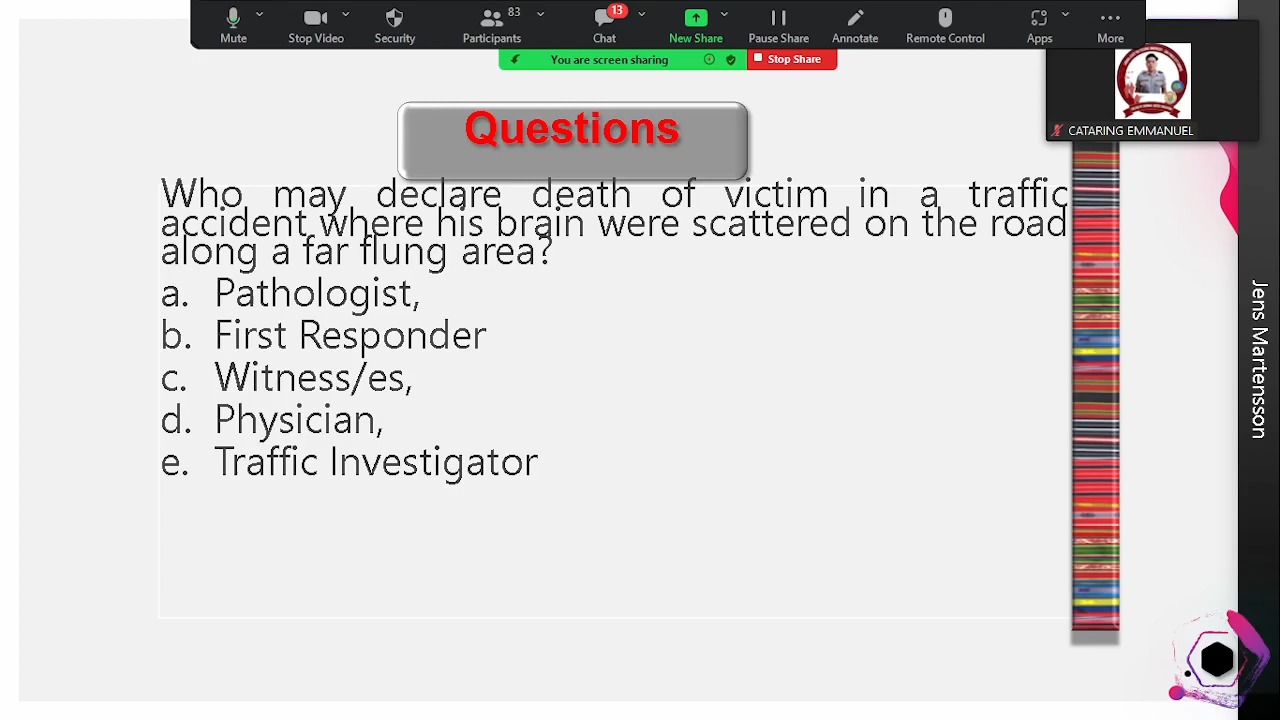 Mute
Stop Video
Security
83
Participants
13
Chat
New Share
Pause Share
Annotate
Remote Control
Apps
More
You are screen sharing
Stop Share
CATARING EMMANUEL
Questions
Who may declare death of victim in a traffic
accident where his brain were scattered on the road
along a far flung area?
a. Pathologist,
b. First Responder
c. Witness/es,
d. Physician,
e. Traffic Investigator
Jens Martensson